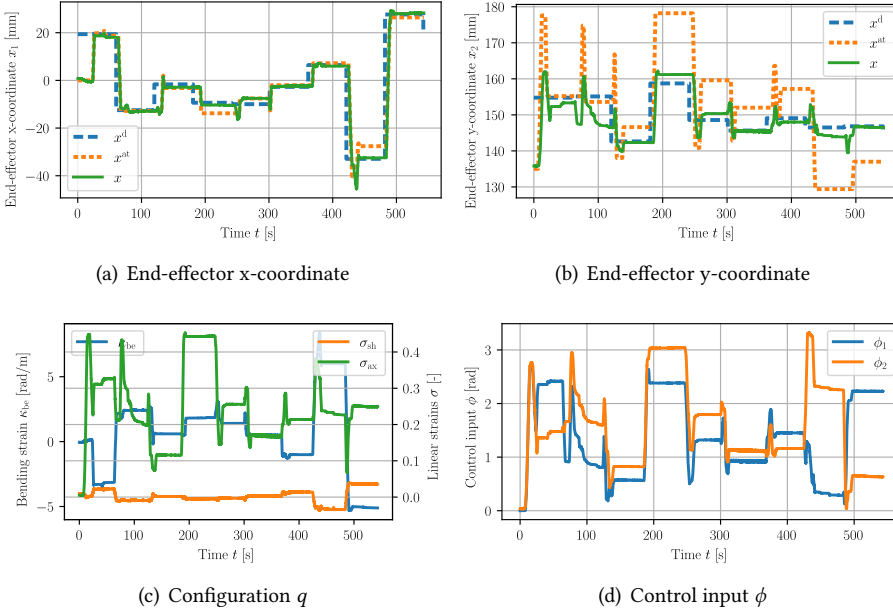 End-effector x-coordinate x₁ [mm]
20
0
−20
−40
xᵈ
xᵃᵗ
x
0 100 200 300 400 500
Time t [s]
(a) End-effector x-coordinate
End-effector y-coordinate x₂ [mm]
180
170
160
150
140
130
xᵈ
xᵃᵗ
x
0 100 200 300 400 500
Time t [s]
(b) End-effector y-coordinate
Bending strain κbe [rad/m]
5
0
−5
κbe
σsh
σax
0.4
0.3
0.2
0.1
0.0
Linear strains σ [-]
0 100 200 300 400 500
Time t [s]
(c) Configuration q
Control input ϕ [rad]
3
2
1
0
ϕ₁
ϕ₂
0 100 200 300 400 500
Time t [s]
(d) Control input ϕ